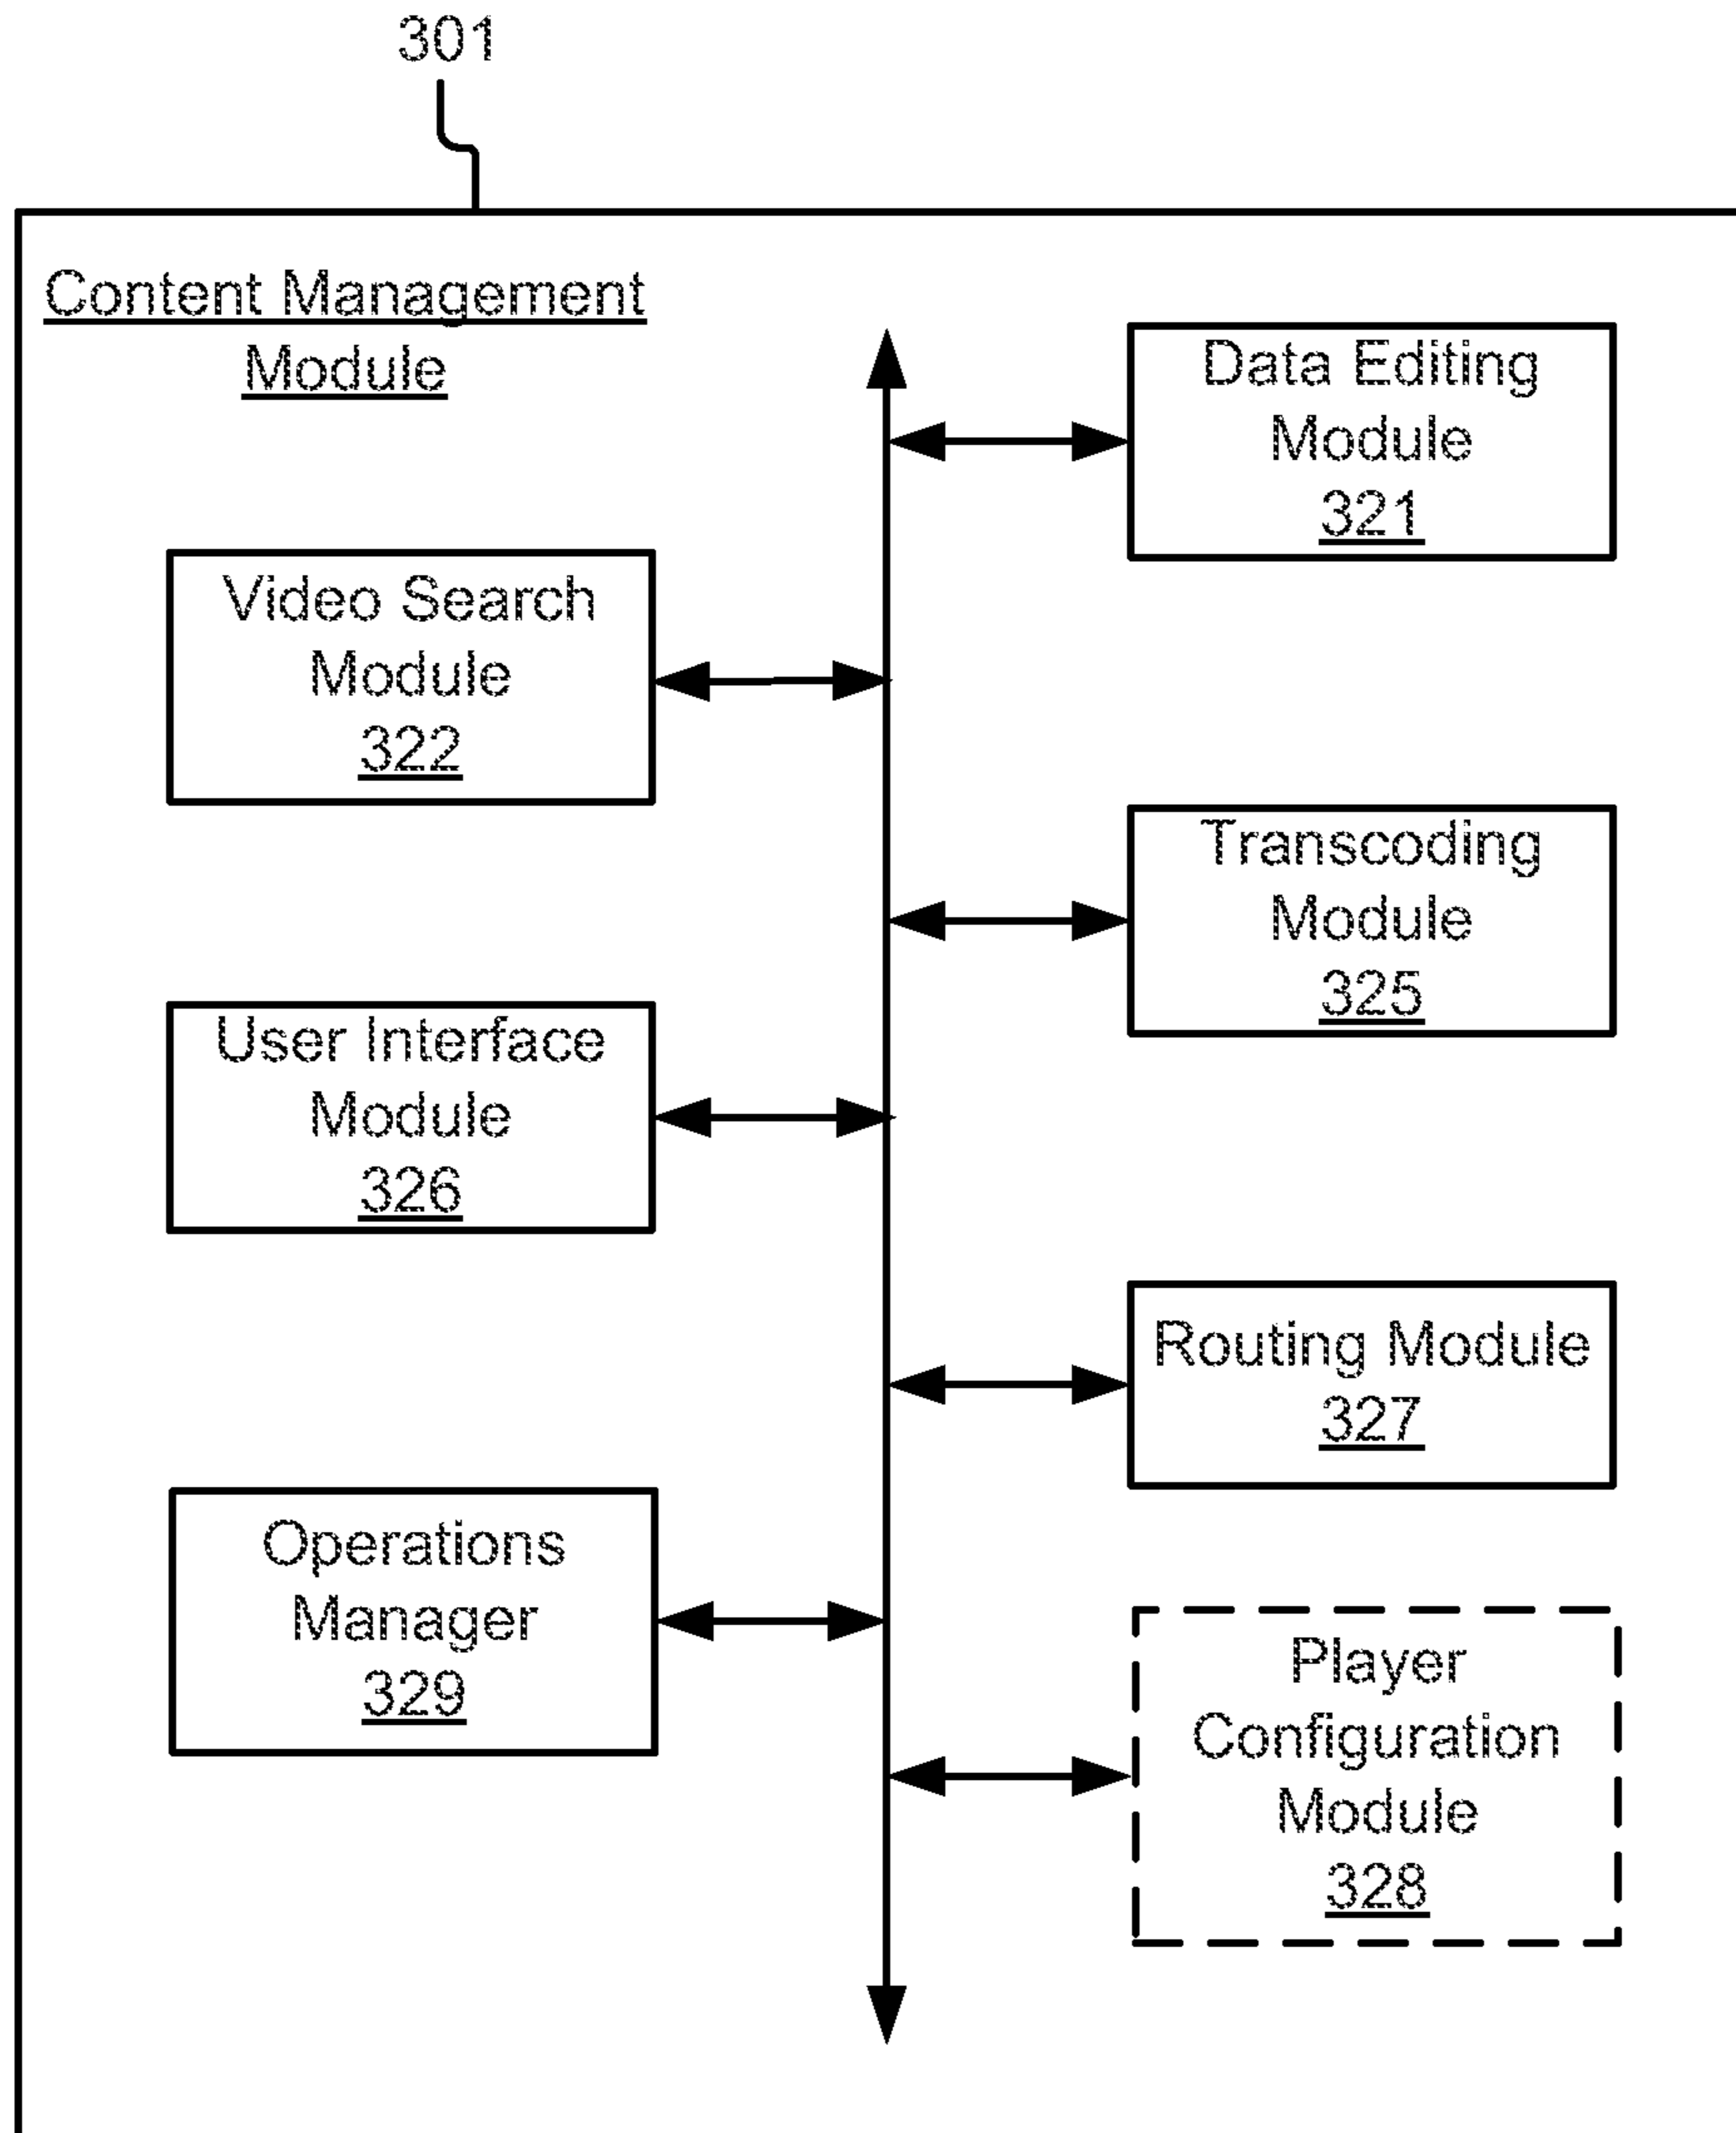 301
Content Management
Module
Data Editing
Module
321
Video Search
Module
322
Transcoding
Module
325
User Interface
Module
326
Routing Module
327
Operations
Manager
329
Player
Configuration
Module
328